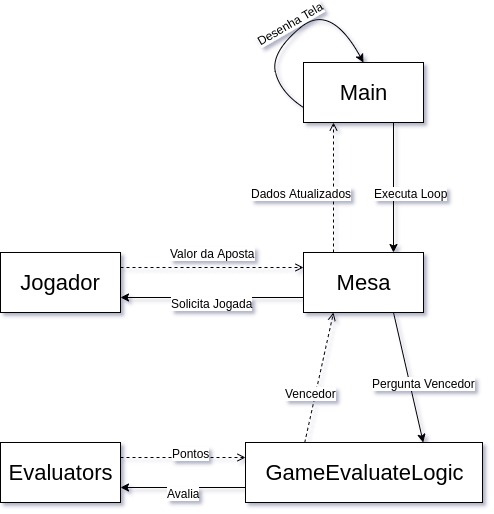 Desenha Tela
Main
Dados Atualizados
Executa Loop
Valor da Aposta
Jogador
Mesa
Solicita Jogada
Vencedor
Pergunta Vencedor
Pontos
Evaluators
GameEvaluateLogic
Avalia